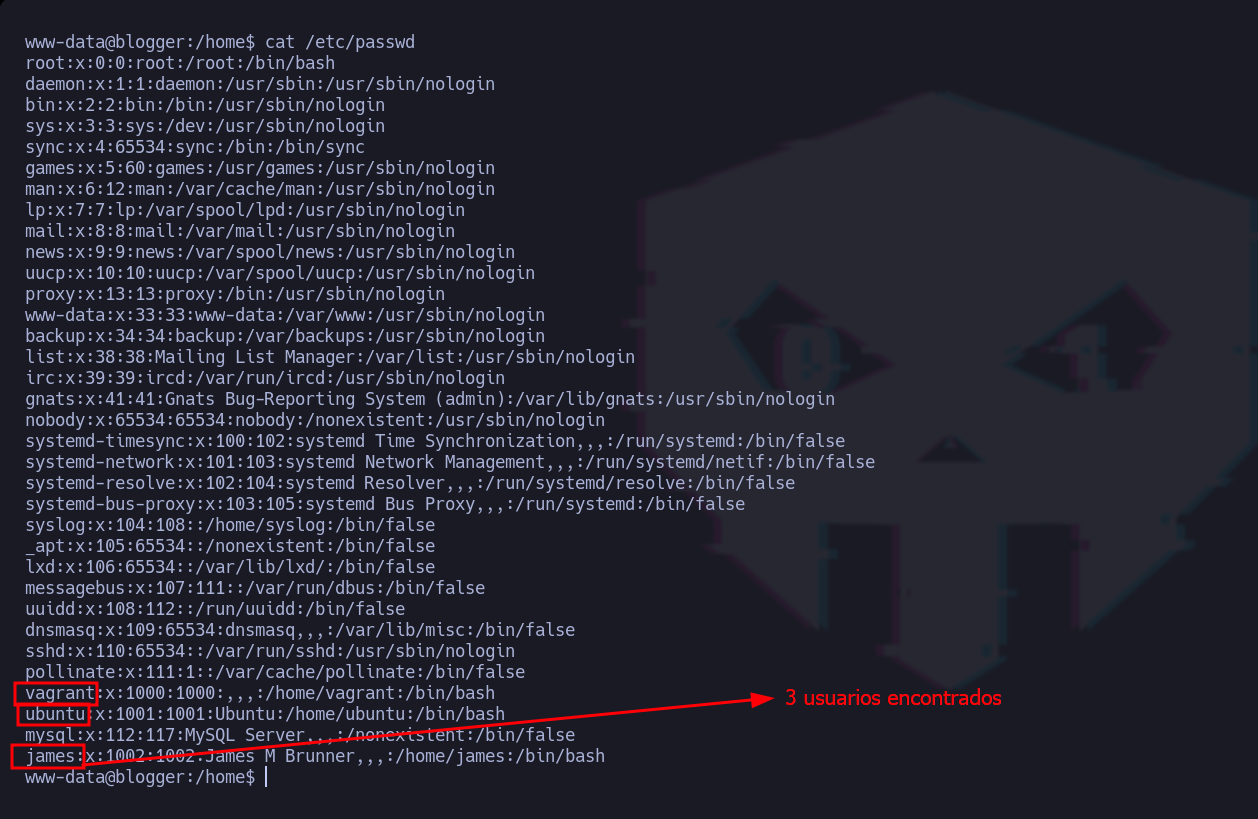 www-data@blogger:/home$ cat /etc/passwd
root:x:0:0:root:/root:/bin/bash
daemon:x:1:1:daemon:/usr/sbin:/usr/sbin/nologin
bin:x:2:2:bin:/bin:/usr/sbin/nologin
sys:x:3:3:sys:/dev:/usr/sbin/nologin
sync:x:4:65534:sync:/bin:/bin/sync
games:x:5:60:games:/usr/games:/usr/sbin/nologin
man:x:6:12:man:/var/cache/man:/usr/sbin/nologin
lp:x:7:7:lp:/var/spool/lpd:/usr/sbin/nologin
mail:x:8:8:mail:/var/mail:/usr/sbin/nologin
news:x:9:9:news:/var/spool/news:/usr/sbin/nologin
uucp:x:10:10:uucp:/var/spool/uucp:/usr/sbin/nologin
proxy:x:13:13:proxy:/bin:/usr/sbin/nologin
www-data:x:33:33:www-data:/var/www:/usr/sbin/nologin
backup:x:34:34:backup:/var/backups:/usr/sbin/nologin
list:x:38:38:Mailing List Manager:/var/list:/usr/sbin/nologin
irc:x:39:39:ircd:/var/run/ircd:/usr/sbin/nologin
gnats:x:41:41:Gnats Bug-Reporting System (admin):/var/lib/gnats:/usr/sbin/nologin
nobody:x:65534:65534:nobody:/nonexistent:/usr/sbin/nologin
systemd-timesync:x:100:102:systemd Time Synchronization,,,:/run/systemd:/bin/false
systemd-network:x:101:103:systemd Network Management,,,:/run/systemd/netif:/bin/false
systemd-resolve:x:102:104:systemd Resolver,,,:/run/systemd/resolve:/bin/false
systemd-bus-proxy:x:103:105:systemd Bus Proxy,,,:/run/systemd:/bin/false
syslog:x:104:108::/home/syslog:/bin/false
_apt:x:105:65534::/nonexistent:/bin/false
lxd:x:106:65534::/var/lib/lxd/:/bin/false
messagebus:x:107:111::/var/run/dbus:/bin/false
uuidd:x:108:112::/run/uuidd:/bin/false
dnsmasq:x:109:65534:dnsmasq,,,:/var/lib/misc:/bin/false
sshd:x:110:65534::/var/run/sshd:/usr/sbin/nologin
pollinate:x:111:1::/var/cache/pollinate:/bin/false
vagrant:x:1000:1000:,,,:/home/vagrant:/bin/bash
3 usuarios encontrados
ubuntu:x:1001:1001:Ubuntu:/home/ubuntu:/bin/bash
mysql:x:112:117:MySQL Server,,,:/nonexistent:/bin/false
james:x:1002:1002:James M Brunner,,,:/home/james:/bin/bash
www-data@blogger:/home$